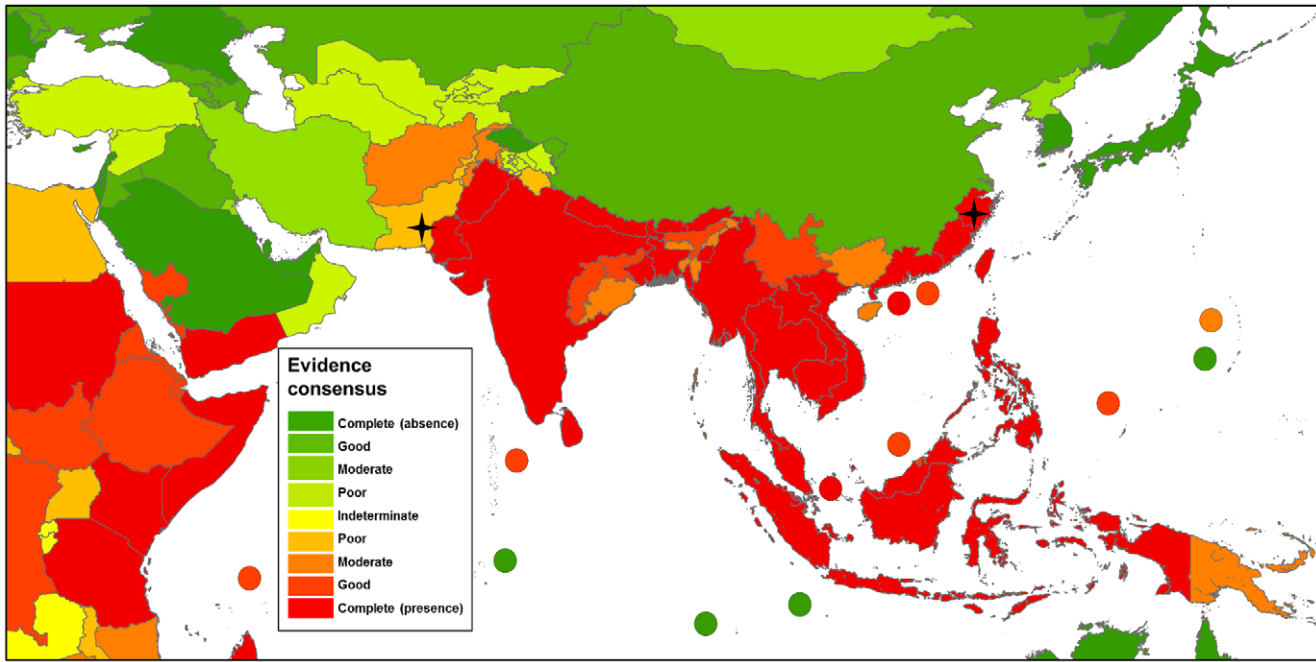 Evidence
consensus
Complete (absence)
Good
Moderate
Poor
Indeterminate
Poor
Moderate
Good
Complete (presence)